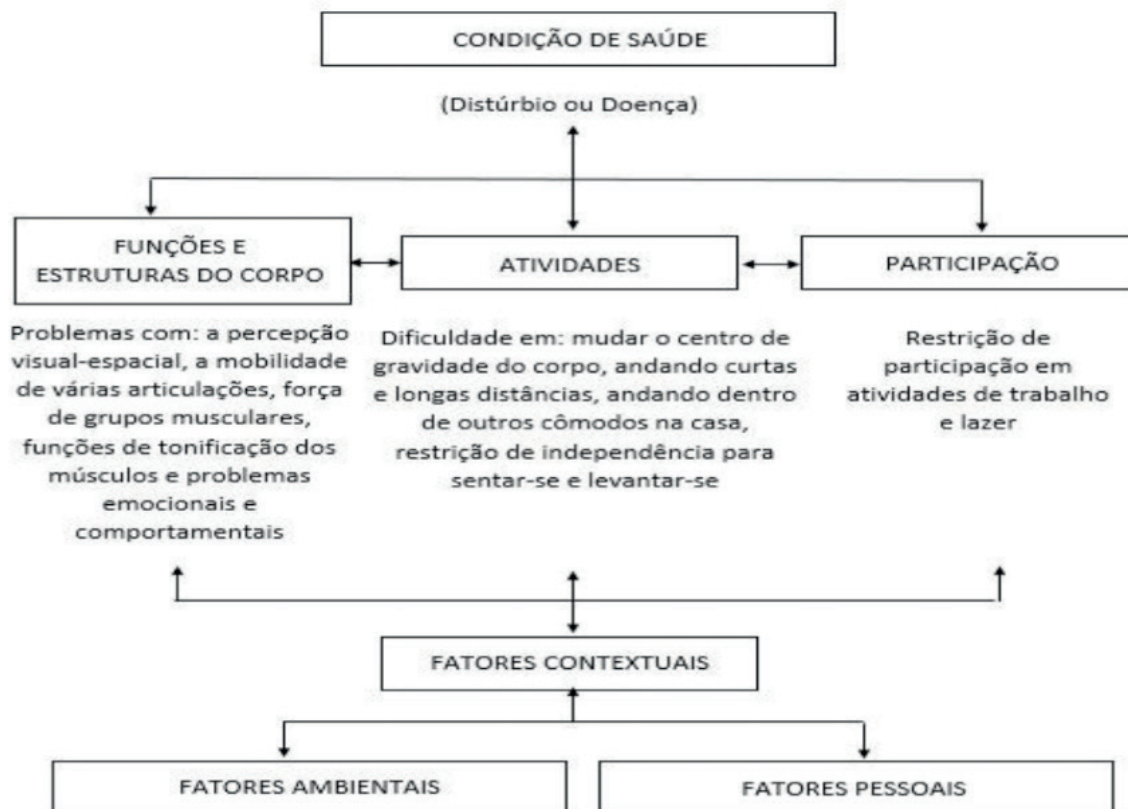 CONDIÇÃO DE SAÚDE
(Distúrbio ou Doença)
FUNÇÕES E
ESTRUTURAS DO CORPO
ATIVIDADES
PARTICIPAÇÃO
Problemas com: a percepção
visual-espacial, a mobilidade
de várias articulações, força
de grupos musculares,
funções de tonificação dos
músculos e problemas
emocionais e
comportamentais
Dificuldade em: mudar o centro de
gravidade do corpo, andando curtas
e longas distâncias, andando dentro
de outros cômodos na casa,
restrição de independência para
sentar-se e levantar-se
Restrição de
participação em
atividades de trabalho
e lazer
FATORES CONTEXTUAIS
FATORES AMBIENTAIS
FATORES PESSOAIS